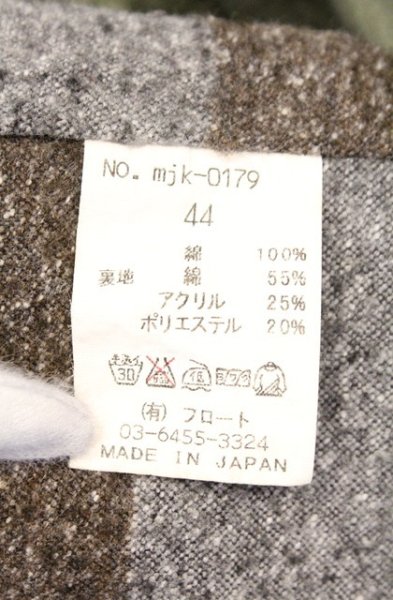 NO. mjk-0179
44
綿 100%
裏地 綿 55%
アクリル 25%
ポリエステル 20%
30
(有) フロート
03-6455-3324
MADE IN JAPAN